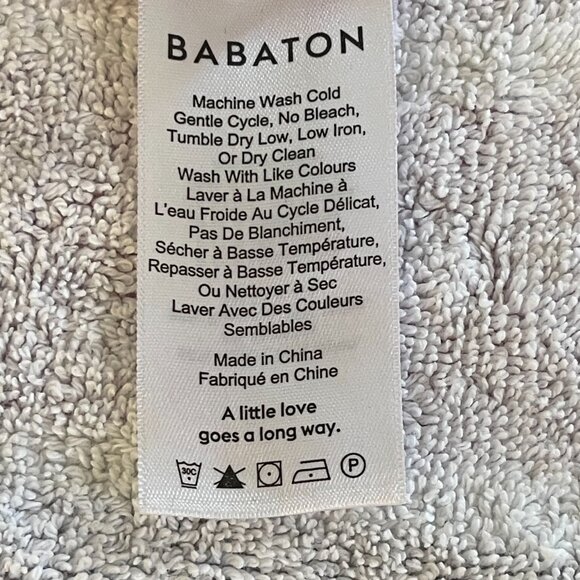 BABATON
Machine Wash Cold
Gentle Cycle, No Bleach,
Tumble Dry Low, Low Iron,
Or Dry Clean
Wash With Like Colours
Laver à La Machine à
L'eau Froide Au Cycle Délicat,
Pas De Blanchiment,
Sécher à Basse Température,
Repasser à Basse Température,
Ou Nettoyer à Sec
Laver Avec Des Couleurs
Semblables
Made in China
Fabriqué en Chine
A little love
goes a long way.
30C P